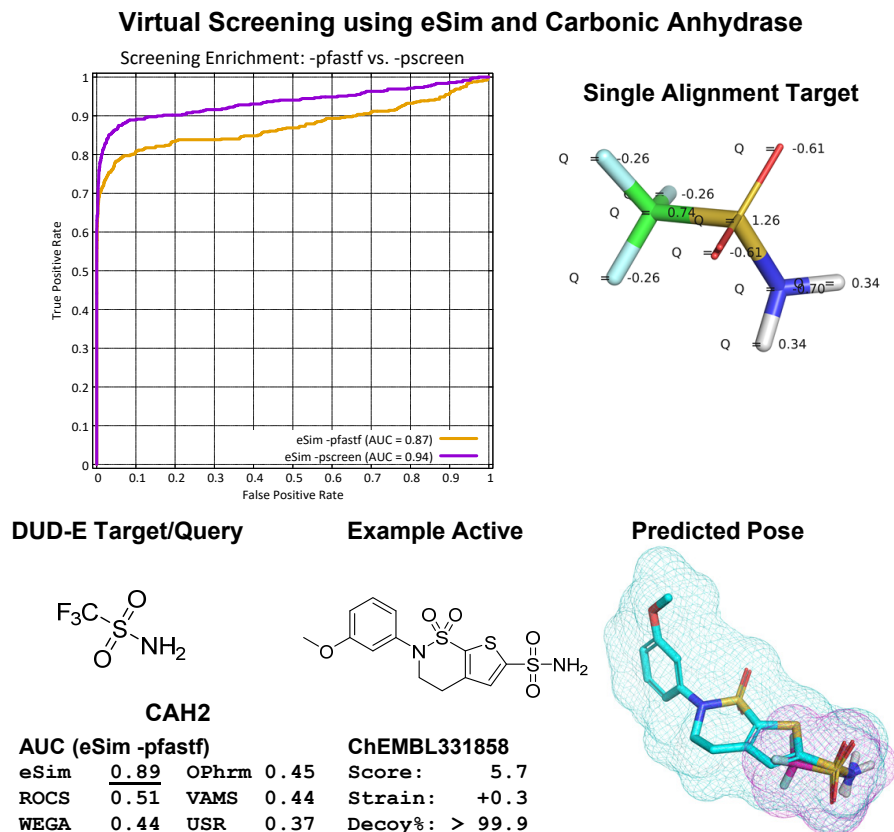 Virtual Screening using eSim and Carbonic Anhydrase
Screening Enrichment: -pfastf vs. -pscreen
True Positive Rate
1
0.9
0.8
0.7
0.6
0.5
0.4
0.3
0.2
0.1
0
eSim -pfastf (AUC = 0.87)
eSim -pscreen (AUC = 0.94)
0 0.1 0.2 0.3 0.4 0.5 0.6 0.7 0.8 0.9 1
False Positive Rate
Single Alignment Target
Q = -0.61
Q = -0.26
Q = -0.26
Q = 0.74
Q = 1.26
Q = -0.61
Q = -0.26
Q = -0.70
Q = 0.34
Q = 0.34
DUD-E Target/Query
F3C
O
S
O
NH2
Example Active
O
N
O O
S
S
O
S
O
NH2
Predicted Pose
CAH2
AUC (eSim -pfastf)
eSim 0.89 OPhrm 0.45
ROCS 0.51 VAMS 0.44
WEGA 0.44 USR 0.37
ChEMBL331858
Score: 5.7
Strain: +0.3
Decoy%: > 99.9